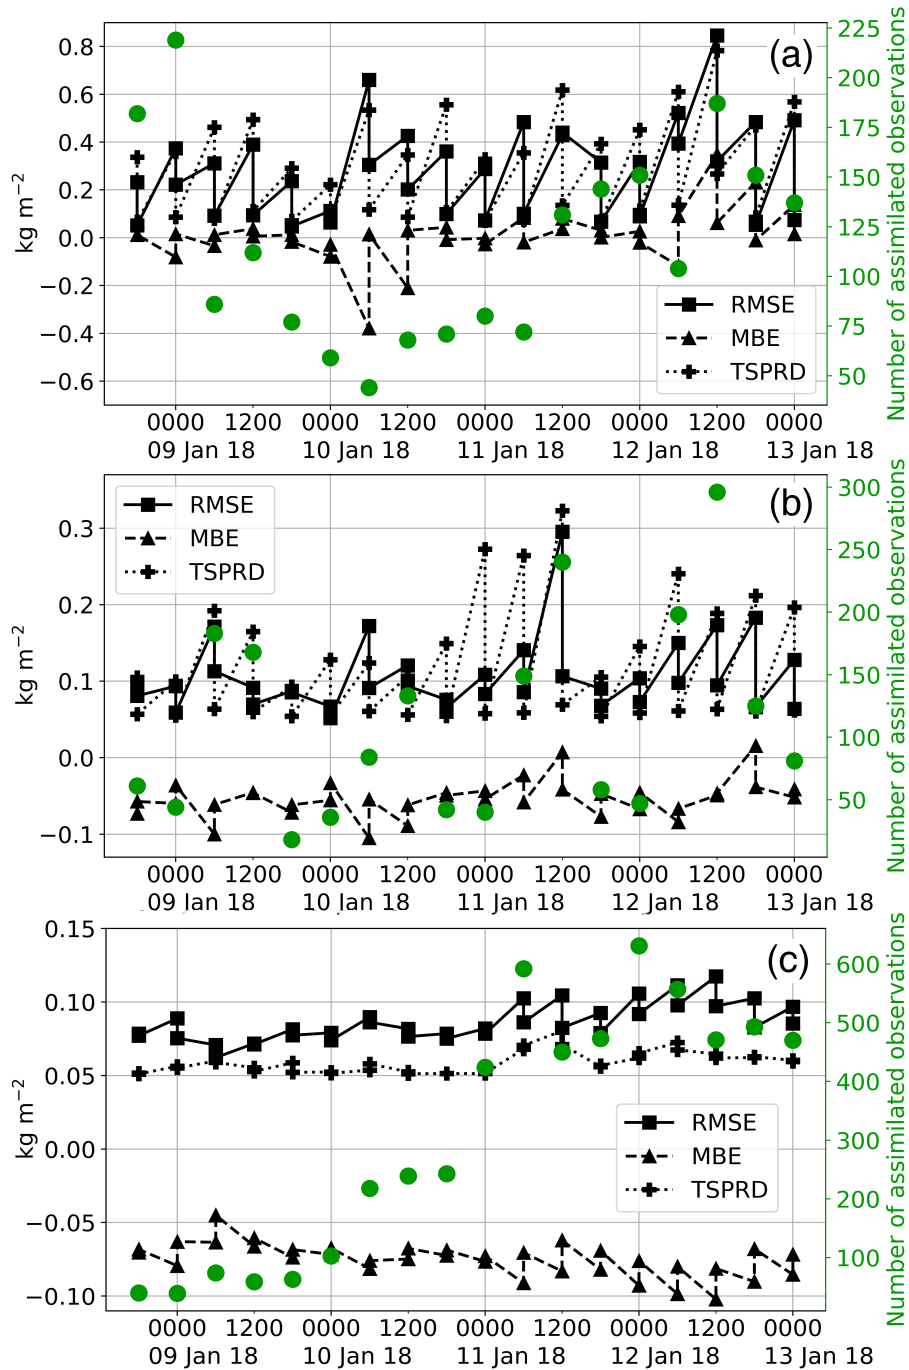 (a)
kg m−2
0.8
0.6
0.4
0.2
0.0
−0.2
−0.4
−0.6
225
200
175
150
125
100
75
50
Number of assimilated observations
RMSE
MBE
TSPRD
0000 1200 0000 1200 0000 1200 0000 1200 0000
09 Jan 18 10 Jan 18 11 Jan 18 12 Jan 18 13 Jan 18
(b)
kg m−2
0.3
0.2
0.1
0.0
−0.1
300
250
200
150
100
50
Number of assimilated observations
RMSE
MBE
TSPRD
0000 1200 0000 1200 0000 1200 0000 1200 0000
09 Jan 18 10 Jan 18 11 Jan 18 12 Jan 18 13 Jan 18
(c)
kg m−2
0.15
0.10
0.05
0.00
−0.05
−0.10
600
500
400
300
200
100
Number of assimilated observations
RMSE
MBE
TSPRD
0000 1200 0000 1200 0000 1200 0000 1200 0000
09 Jan 18 10 Jan 18 11 Jan 18 12 Jan 18 13 Jan 18